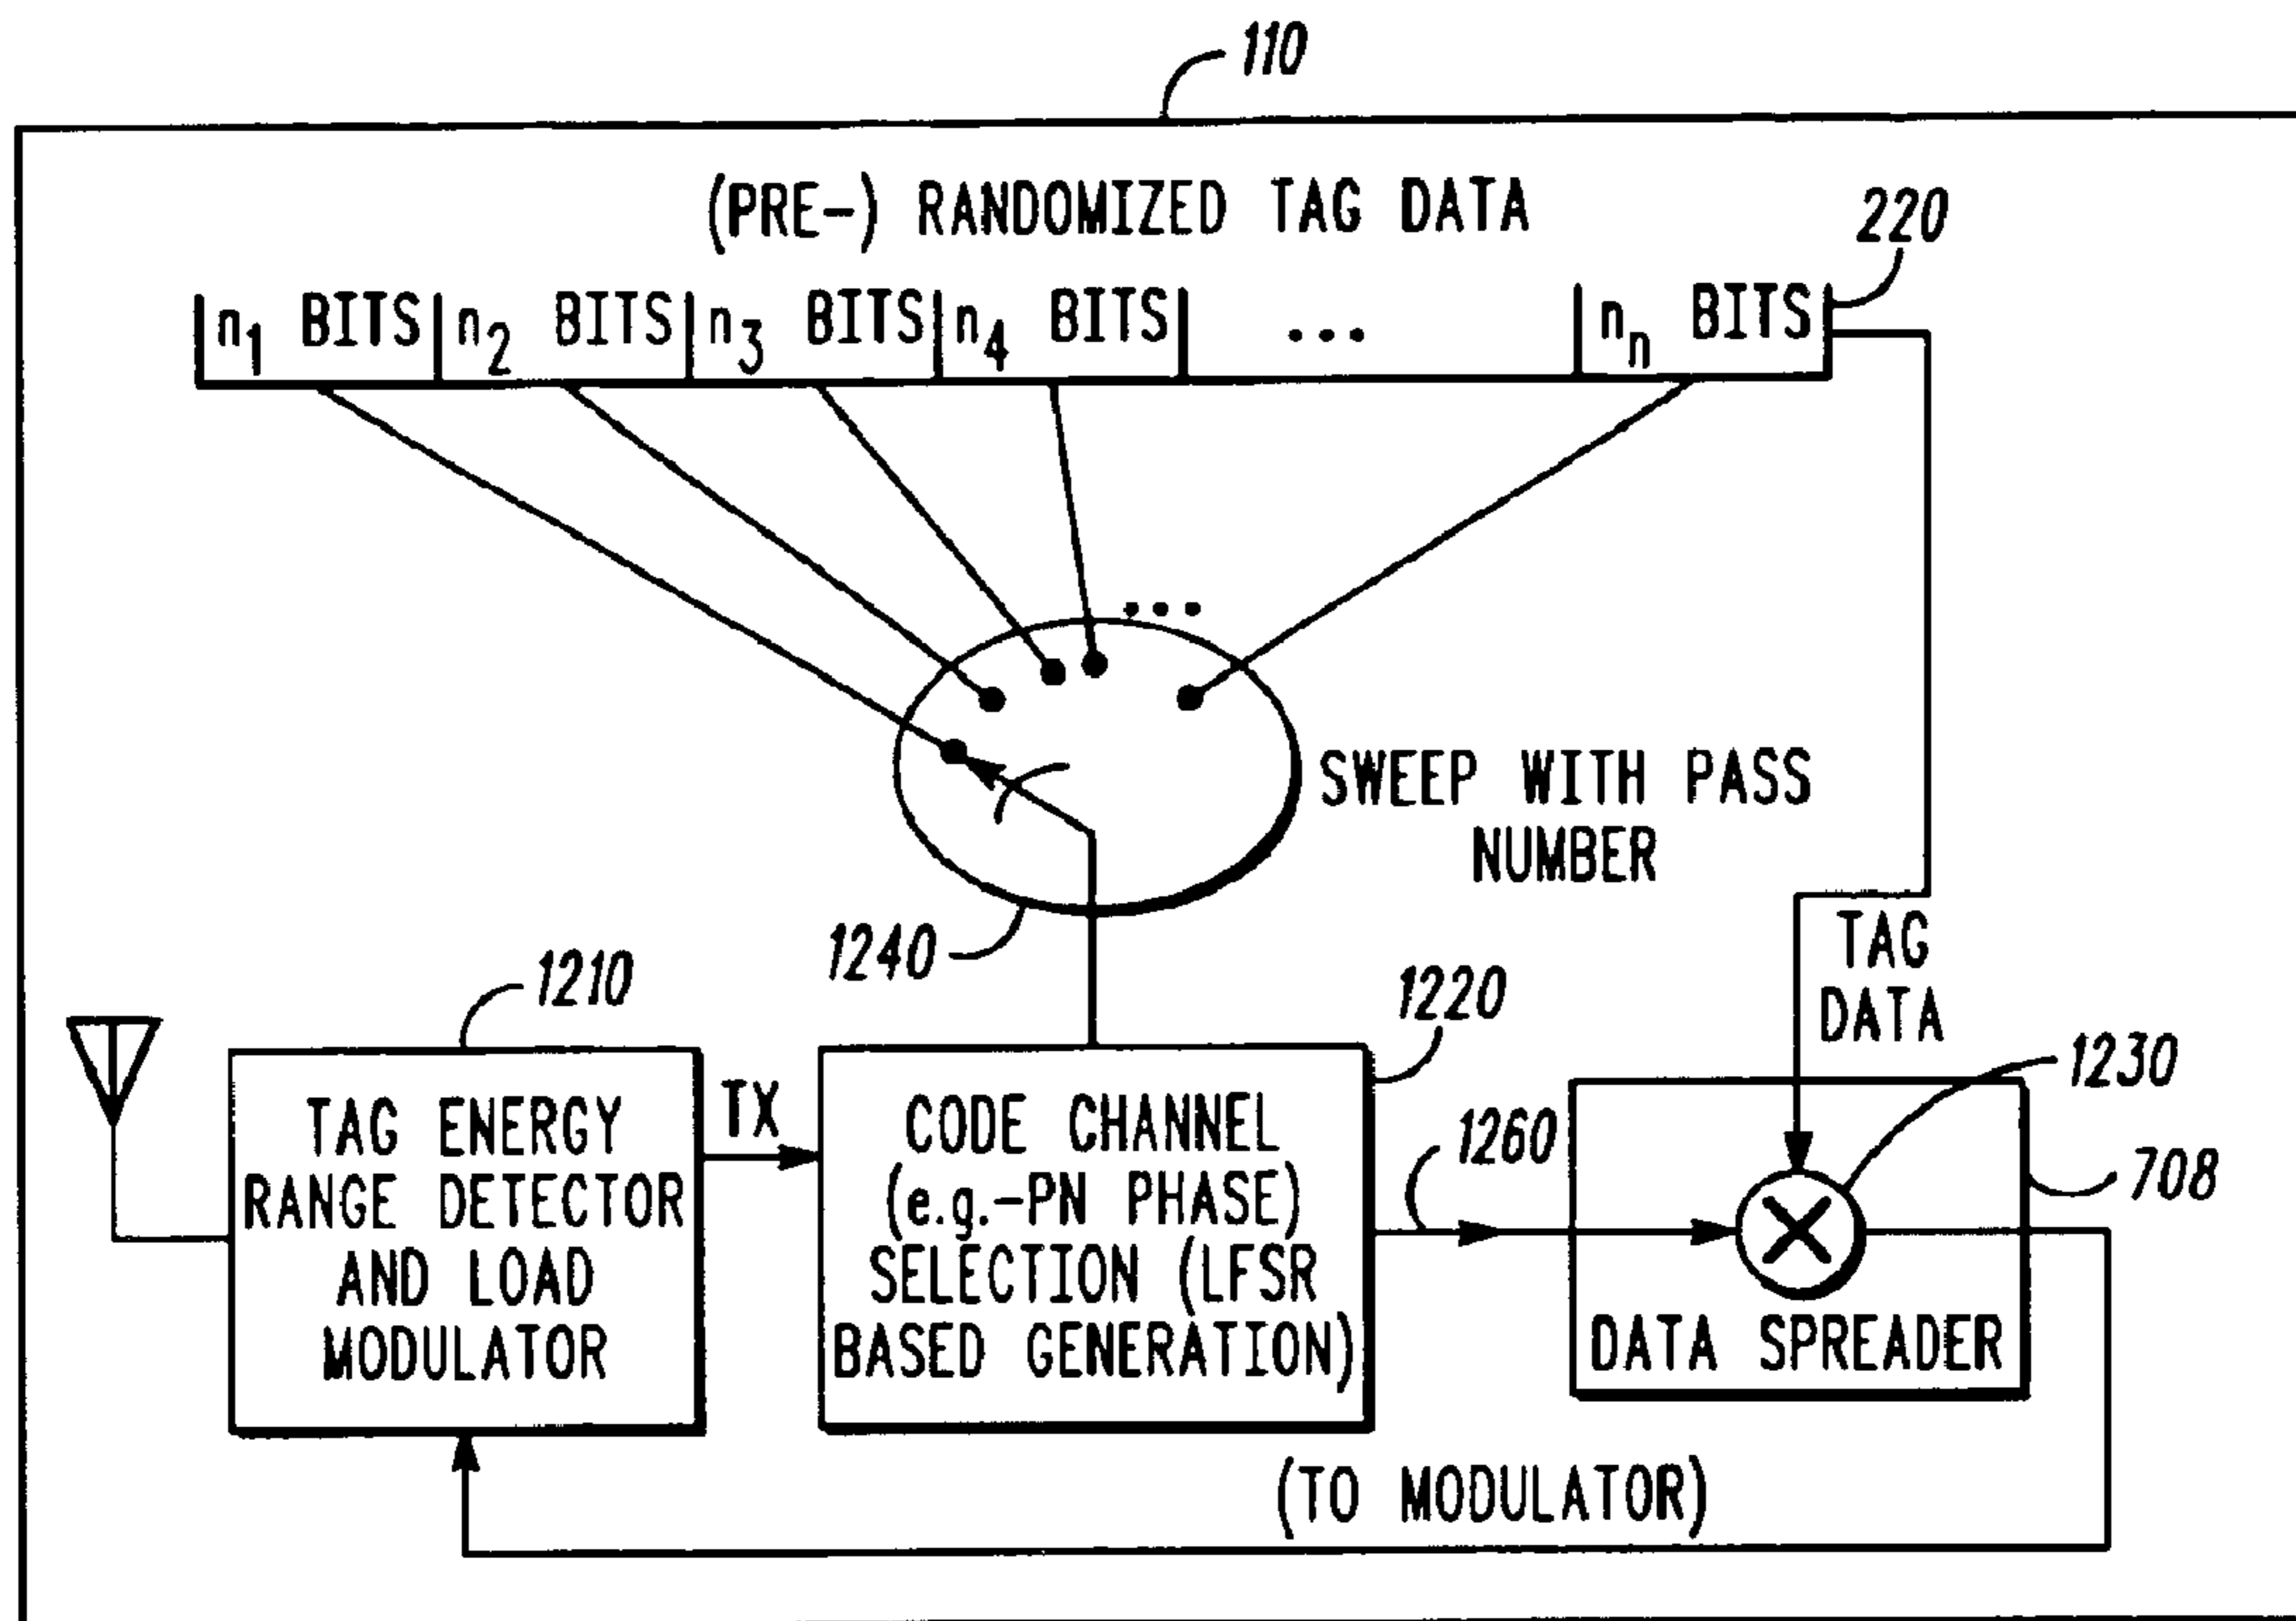 110
(PRE-) RANDOMIZED TAG DATA
220
n1 BITS n2 BITS n3 BITS n4 BITS ... nn BITS
...
SWEEP WITH PASS
NUMBER
1240
TAG
DATA
1210
1220
1230
TAG ENERGY
RANGE DETECTOR
AND LOAD
MODULATOR
TX
CODE CHANNEL
(e.g.-PN PHASE)
SELECTION (LFSR
BASED GENERATION)
1260
708
DATA SPREADER
(TO MODULATOR)